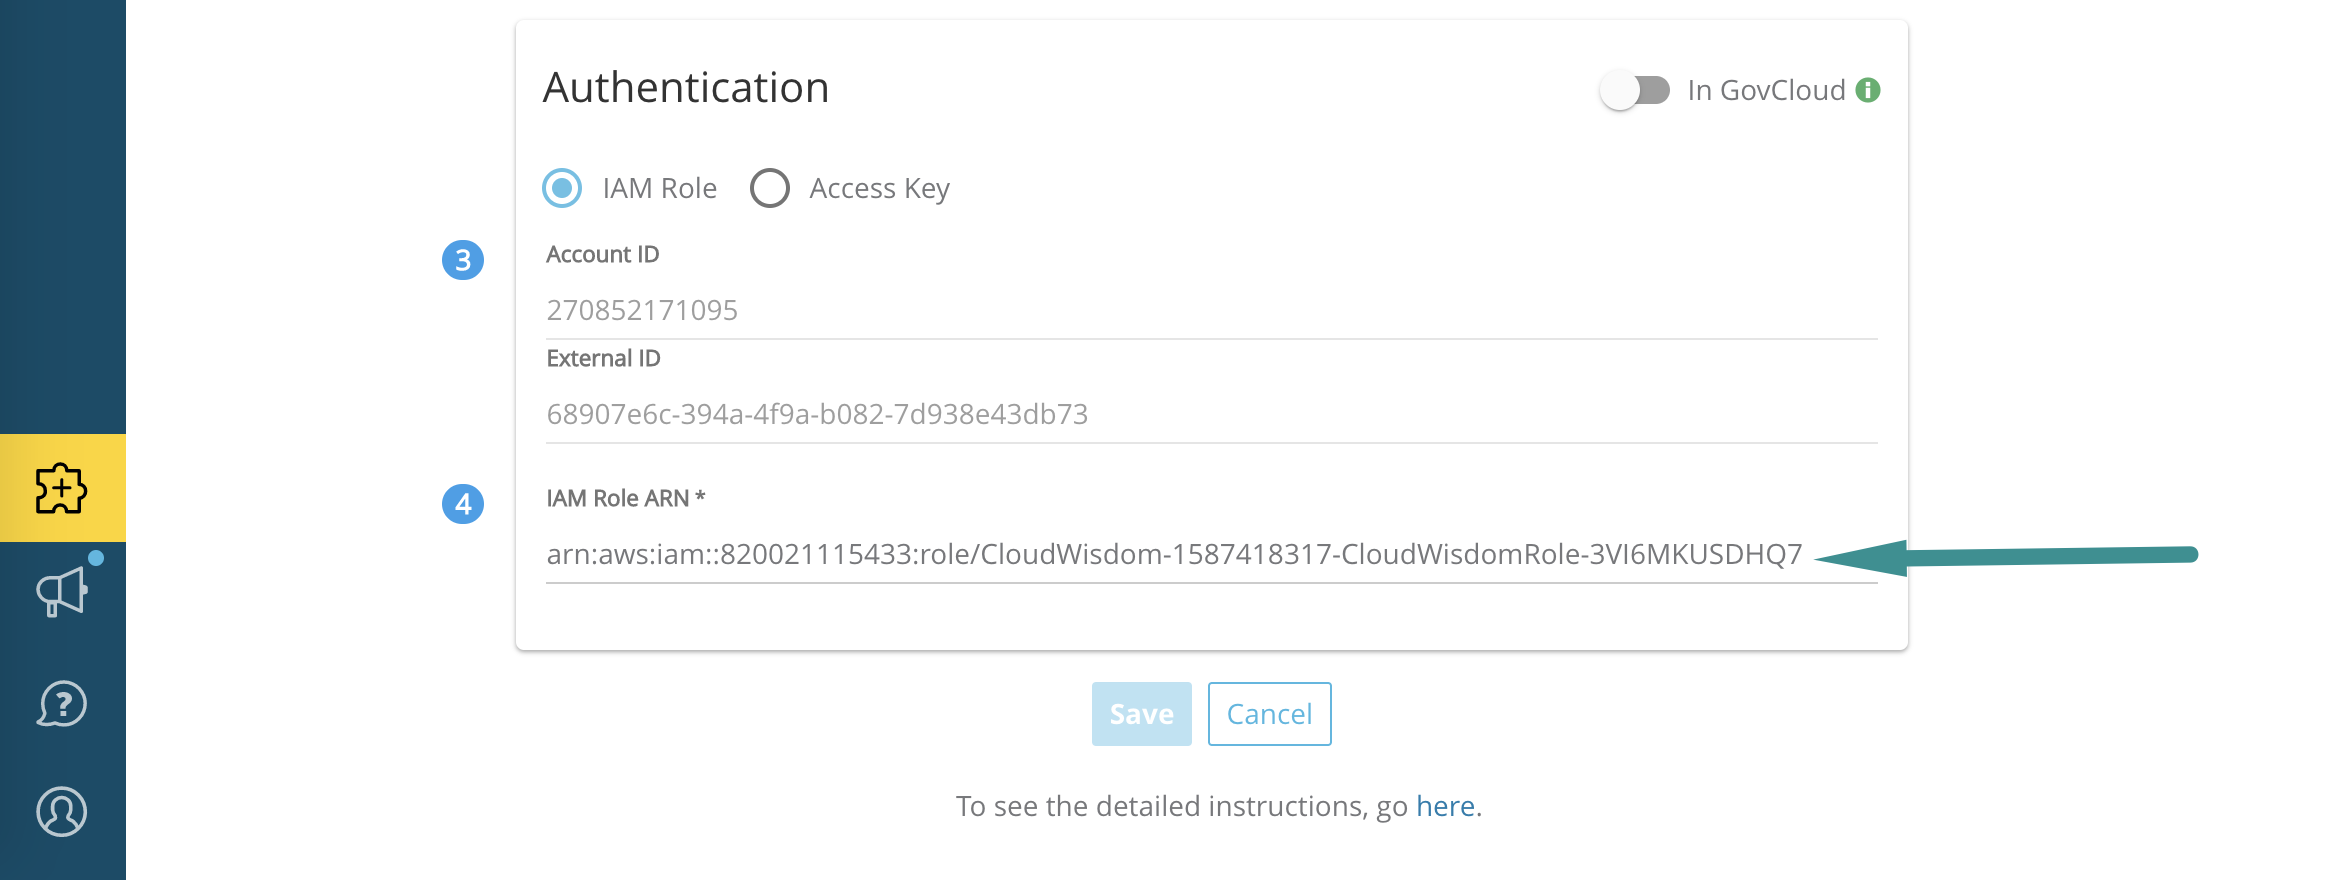 Authentication
In GovCloud
IAM Role
Access Key
3
Account ID
270852171095
External ID
68907e6c-394a-4f9a-b082-7d938e43db73
4
IAM Role ARN *
arn:aws:iam::820021115433:role/CloudWisdom-1587418317-CloudWisdomRole-3VI6MKUSDHQ7
Save
Cancel
To see the detailed instructions, go here.